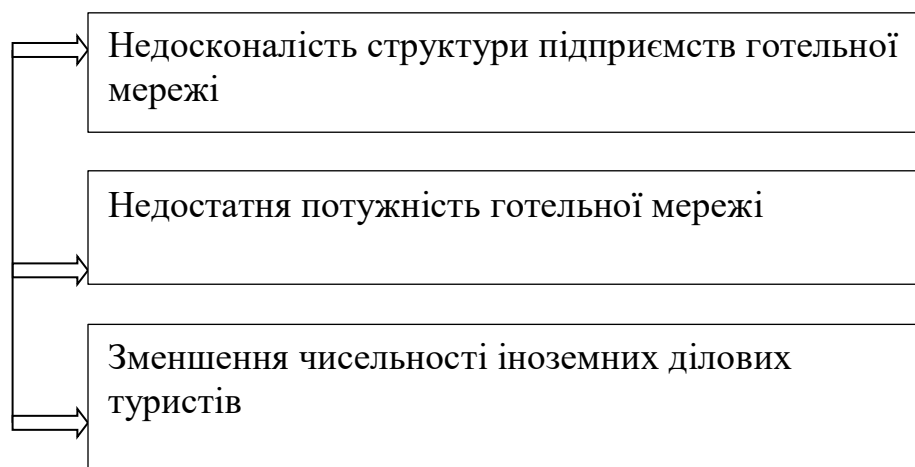 Недосконалість структури підприємств готельної
мережі
Недостатня потужність готельної мережі
Зменшення чисельності іноземних ділових
туристів